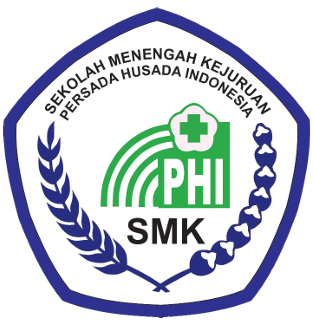 SEKOLAH MENENGAH KEJURUAN
PERSADA HUSADA INDONESIA
PHI
SMK